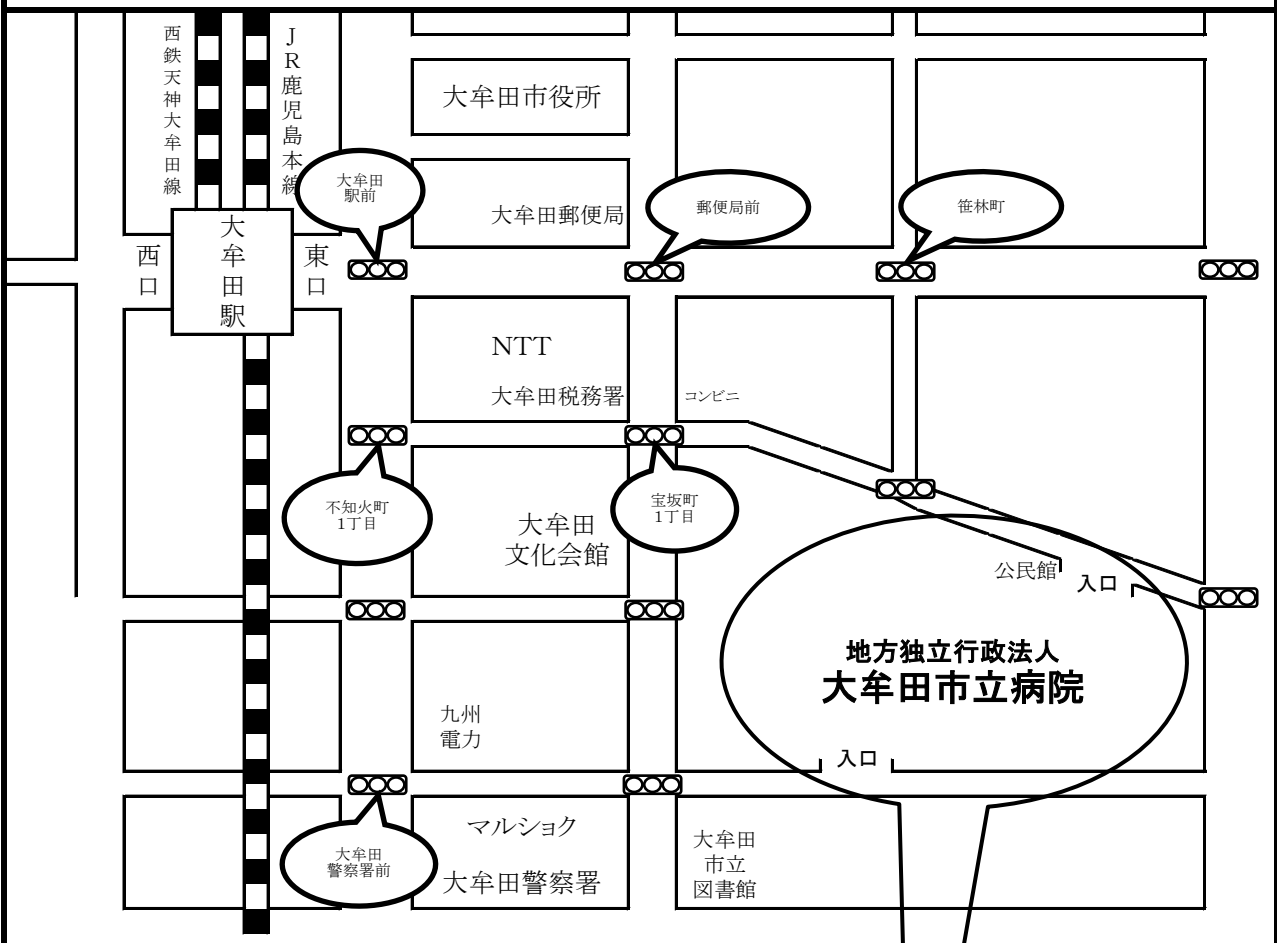 西鉄天神大牟田線
JR鹿児島本線
大牟田市役所
大牟田
駅前
大牟田郵便局
郵便局前
笹林町
西口
大牟田駅
東口
NTT
大牟田税務署
コンビニ
不知火町
1丁目
宝坂町
1丁目
大牟田
文化会館
公民館
入口
地方独立行政法人
大牟田市立病院
九州
電力
入口
マルショク
大牟田
警察署前
大牟田警察署
大牟田
市立
図書館